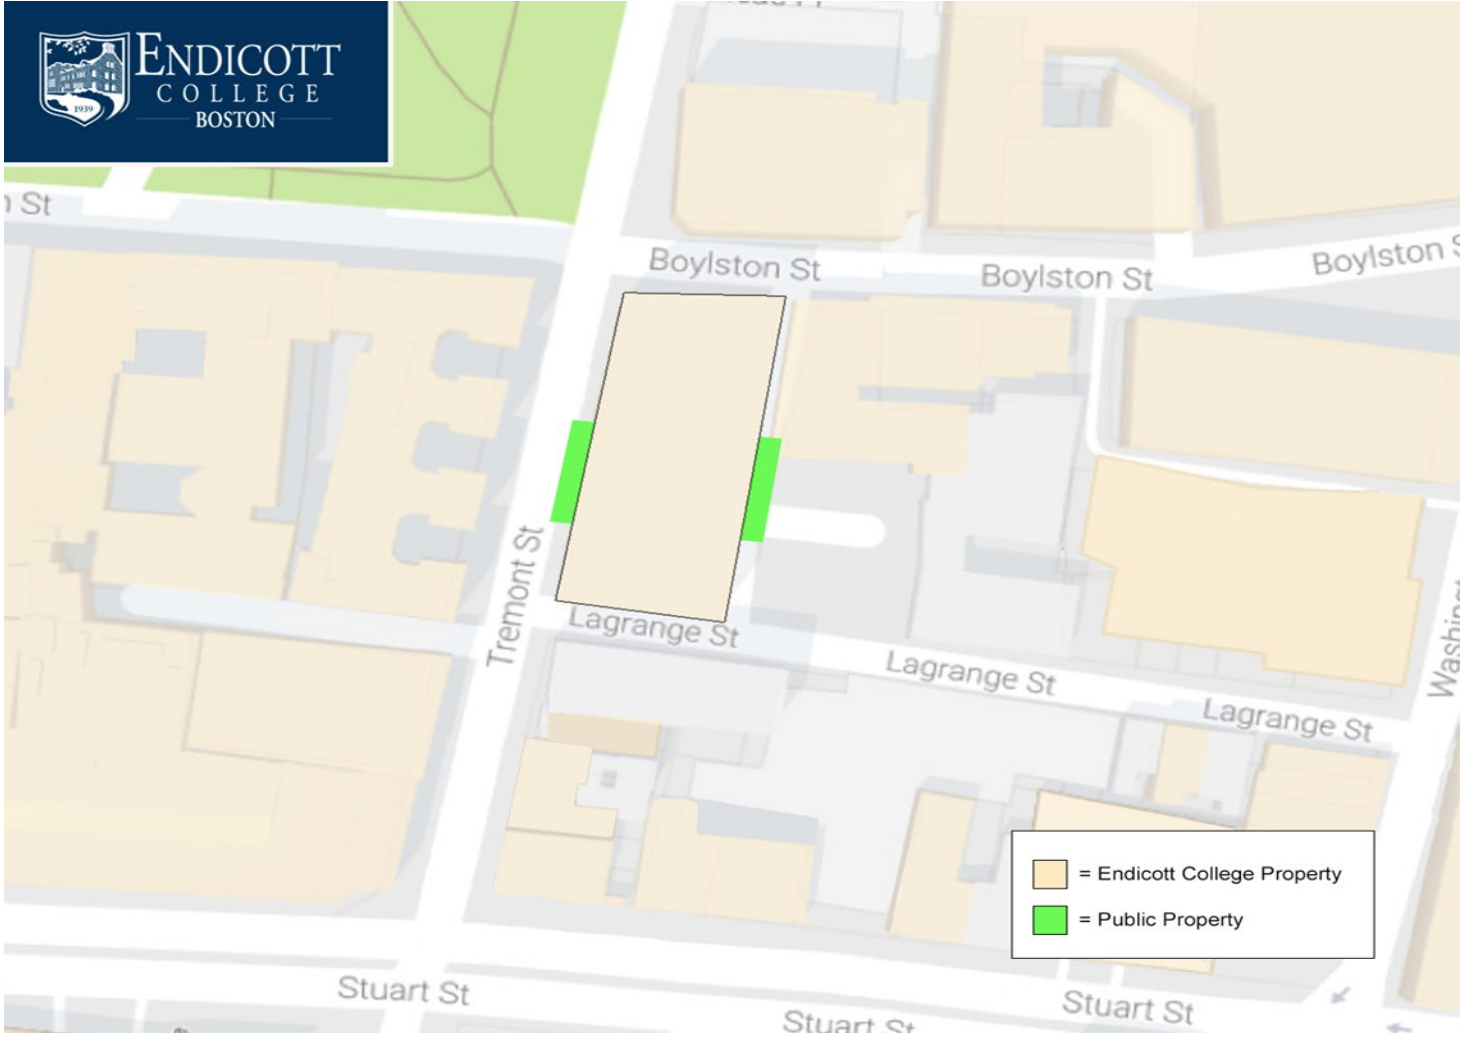 ENDICOTT
COLLEGE
1939
BOSTON
St
Boylston St
Boylston St
Boylston
Tremont St
Lagrange St
Lagrange St
Lagrange St
= Endicott College Property
= Public Property
Stuart St
Stuart St
Stuart St